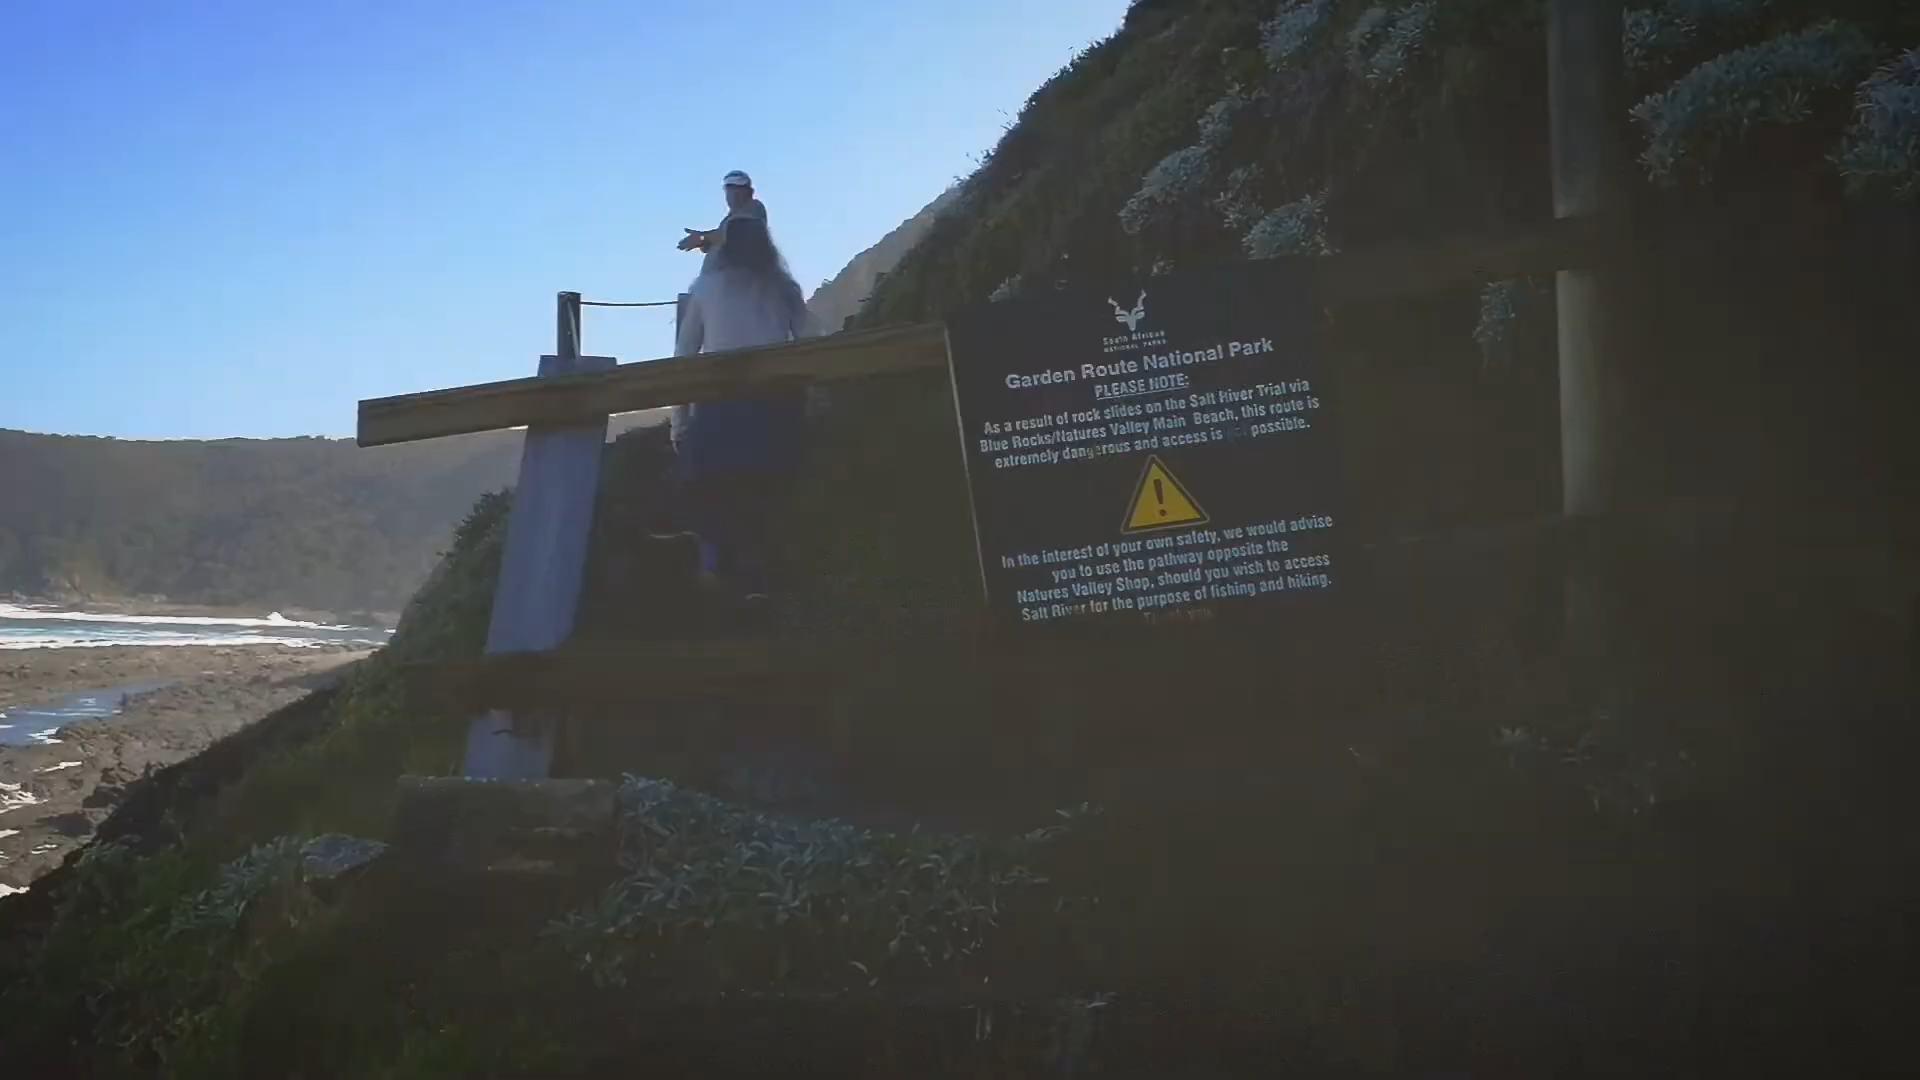 South African
NATIONAL PARKS
Garden Route National Park
PLEASE NOTE:
As a result of rock slides on the Salt River Trial via
Blue Rocks/Natures Valley Main Beach, this route is
extremely dangerous and access is possible.
In the interest of your own safety, we would advise
you to use the pathway opposite the
Natures Valley Shop, should you wish to access
Salt River for the purpose of fishing and hiking.